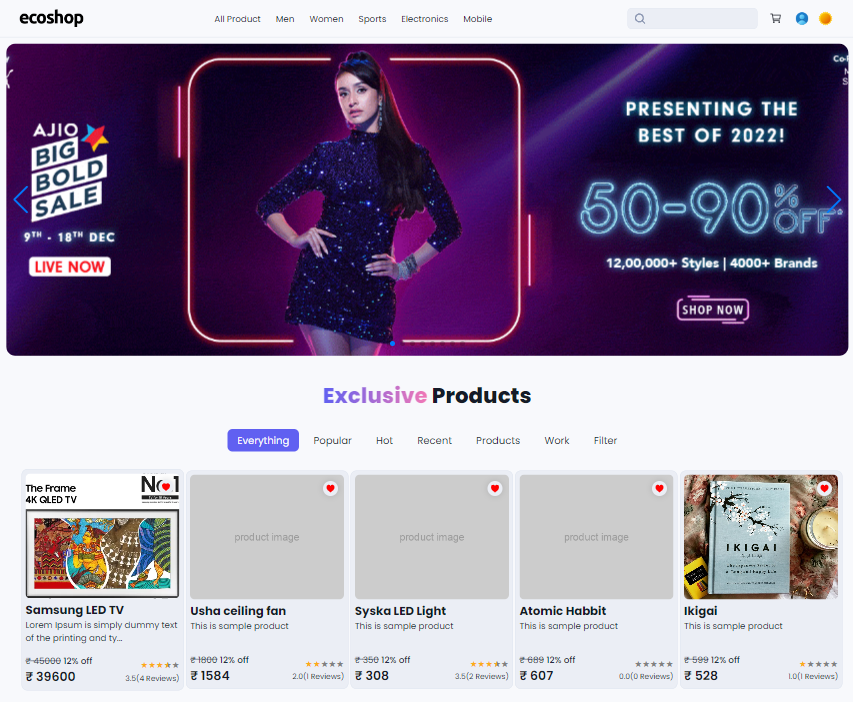 ecoshop
All Product Men Women Sports Electronics Mobile
AJIO
BIG
BOLD
SALE
9TH - 18TH DEC
LIVE NOW
PRESENTING THE
BEST OF 2022!
50-90% OFF*
12,00,000+ Styles | 4000+ Brands
SHOP NOW
Exclusive Products
Everything Popular Hot Recent Products Work Filter
The Frame
4K QLED TV
No1
Samsung LED TV
Lorem Ipsum is simply dummy text
of the printing and ty...
₹ 45000 12% off
₹ 39600
3.5(4 Reviews)
product image
Usha ceiling fan
This is sample product
₹ 1800 12% off
₹ 1584
2.0(1 Reviews)
product image
Syska LED Light
This is sample product
₹ 350 12% off
₹ 308
3.5(2 Reviews)
product image
Atomic Habbit
This is sample product
₹ 689 12% off
₹ 607
0.0(0 Reviews)
IKIGAI
Ikigai
This is sample product
₹ 599 12% off
₹ 528
1.0(1 Reviews)